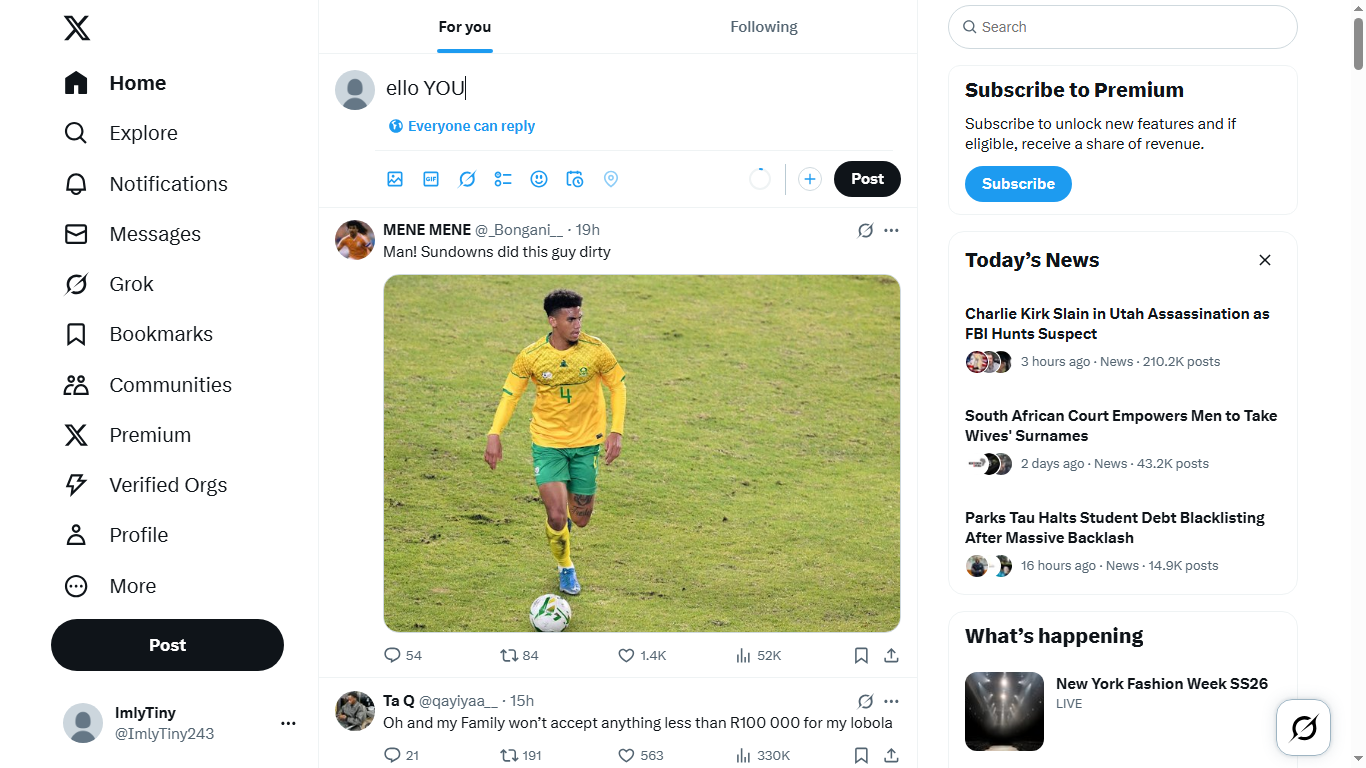 For you
Following
Search
Home
Explore
Notifications
Messages
Grok
Bookmarks
Communities
Premium
Verified Orgs
Profile
More
Post
ImlyTiny
@ImlyTiny243
ello YOU
Everyone can reply
GIF
Post
MENE MENE @_Bongani__ · 19h
Man! Sundowns did this guy dirty
4
54
84
1.4K
52K
Ta Q @qayiyaa__ · 15h
Oh and my Family won’t accept anything less than R100 000 for my lobola
21
191
563
330K
Subscribe to Premium
Subscribe to unlock new features and if
eligible, receive a share of revenue.
Subscribe
Today’s News
Charlie Kirk Slain in Utah Assassination as
FBI Hunts Suspect
3 hours ago · News · 210.2K posts
South African Court Empowers Men to Take
Wives' Surnames
2 days ago · News · 43.2K posts
Parks Tau Halts Student Debt Blacklisting
After Massive Backlash
16 hours ago · News · 14.9K posts
What’s happening
New York Fashion Week SS26
LIVE